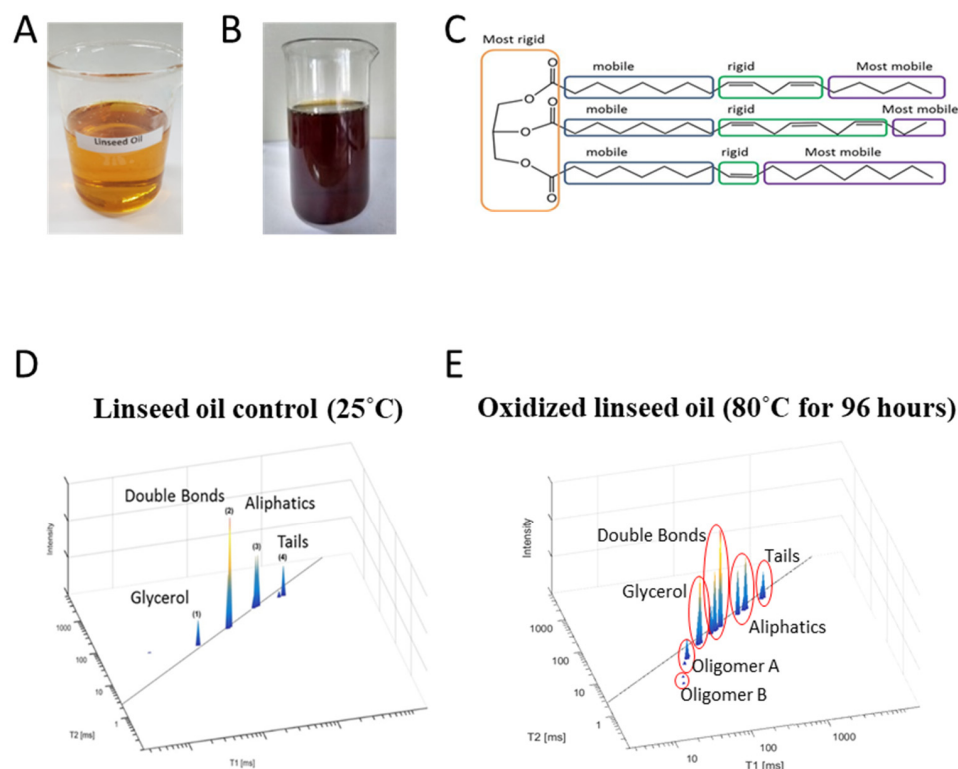 A
B
C
Linseed Oil
Most rigid
mobile
rigid
Most mobile
O
O
mobile
rigid
Most mobile
O
O
mobile
rigid
Most mobile
O
O
D
E
Linseed oil control (25˚C)
Oxidized linseed oil (80˚C for 96 hours)
Double Bonds
Aliphatics
(2)
Tails
(3)
(4)
Glycerol
(1)
Intensity
1000
100
10
1
T2 [ms]
T1 [ms]
Double Bonds
Tails
Glycerol
Aliphatics
Oligomer A
Oligomer B
Intensity
1000
100
10
1
T2 [ms]
10
100
1000
T1 [ms]